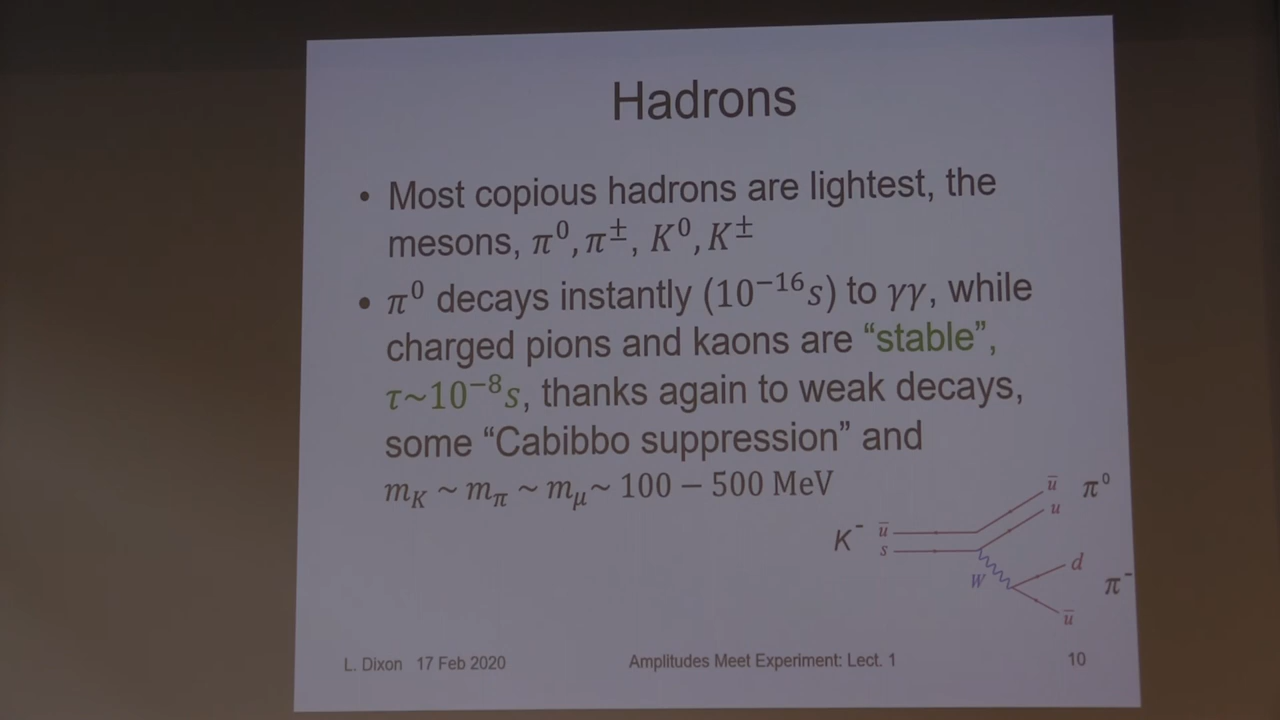 Hadrons
• Most copious hadrons are lightest, the
mesons, π⁰, π±, K⁰, K±
• π⁰ decays instantly (10⁻¹⁶s) to γγ, while
charged pions and kaons are “stable”,
τ~10⁻⁸s, thanks again to weak decays,
some “Cabibbo suppression” and
m_K ~ m_π ~ m_μ~ 100 − 500 MeV
K⁻ u̅ s
W
u̅ u π⁰
d u̅ π⁻
L. Dixon 17 Feb 2020 Amplitudes Meet Experiment: Lect. 1 10